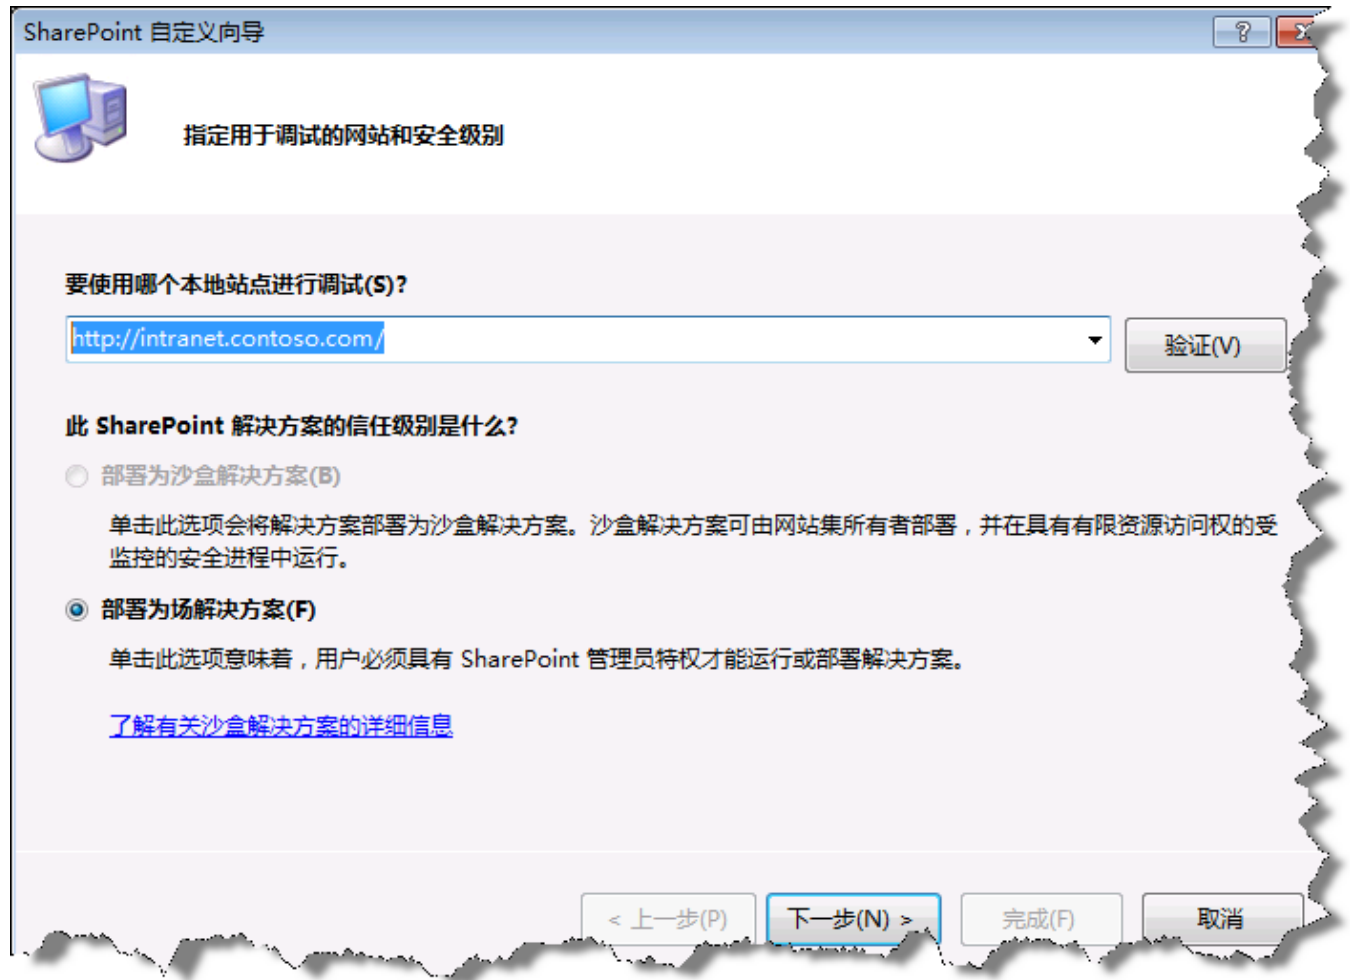 SharePoint 自定义向导
?
指定用于调试的网站和安全级别
要使用哪个本地站点进行调试(S)?
http://intranet.contoso.com/
验证(V)
此 SharePoint 解决方案的信任级别是什么?
部署为沙盒解决方案(B)
单击此选项会将解决方案部署为沙盒解决方案。沙盒解决方案可由网站集所有者部署，并在具有有限资源访问权的受
监控的安全进程中运行。
部署为场解决方案(F)
单击此选项意味着，用户必须具有 SharePoint 管理员特权才能运行或部署解决方案。
了解有关沙盒解决方案的详细信息
< 上一步(P)
下一步(N) >
完成(F)
取消